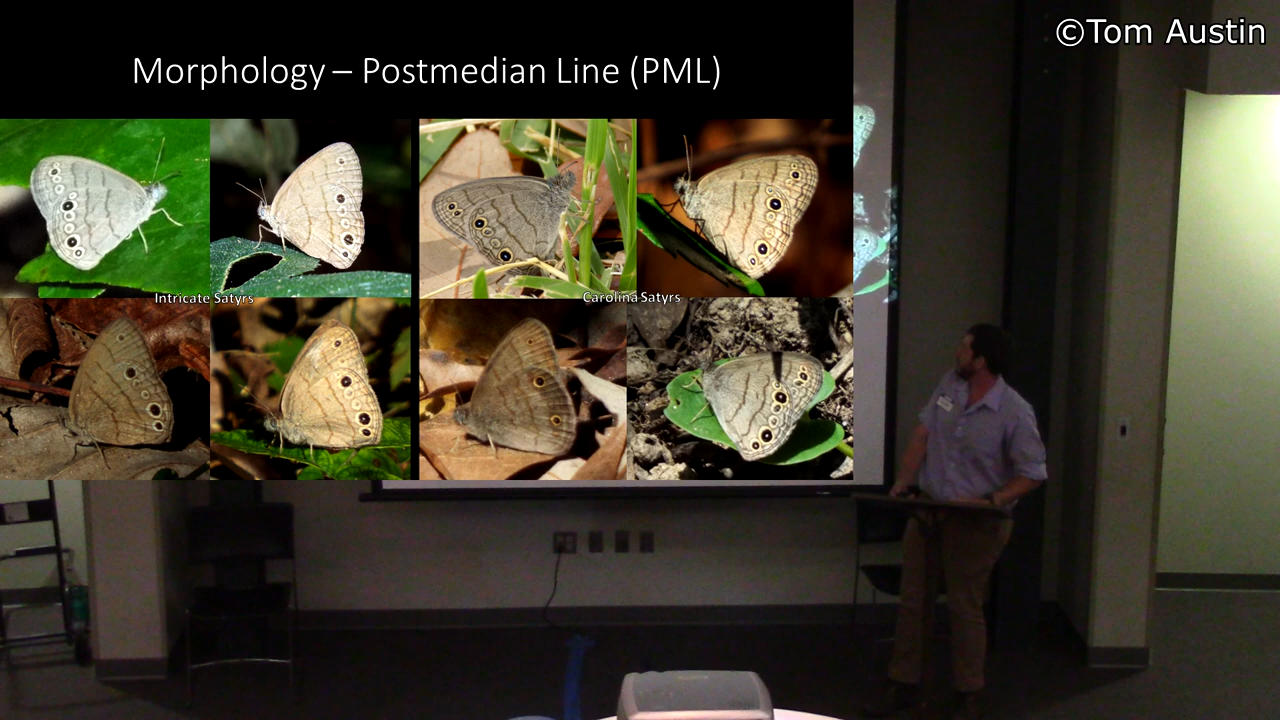 ©Tom Austin
Morphology – Postmedian Line (PML)
Intricate Satyrs
Carolina Satyrs